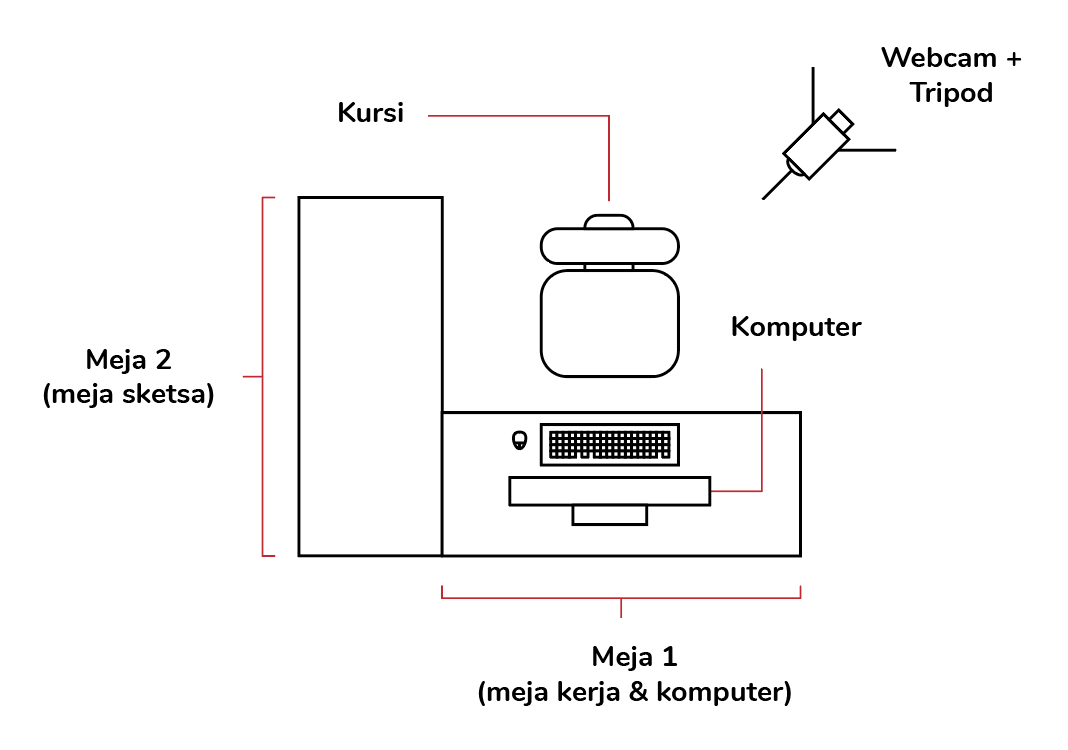 Webcam +
Tripod
Kursi
Komputer
Meja 2
(meja sketsa)
Meja 1
(meja kerja & komputer)